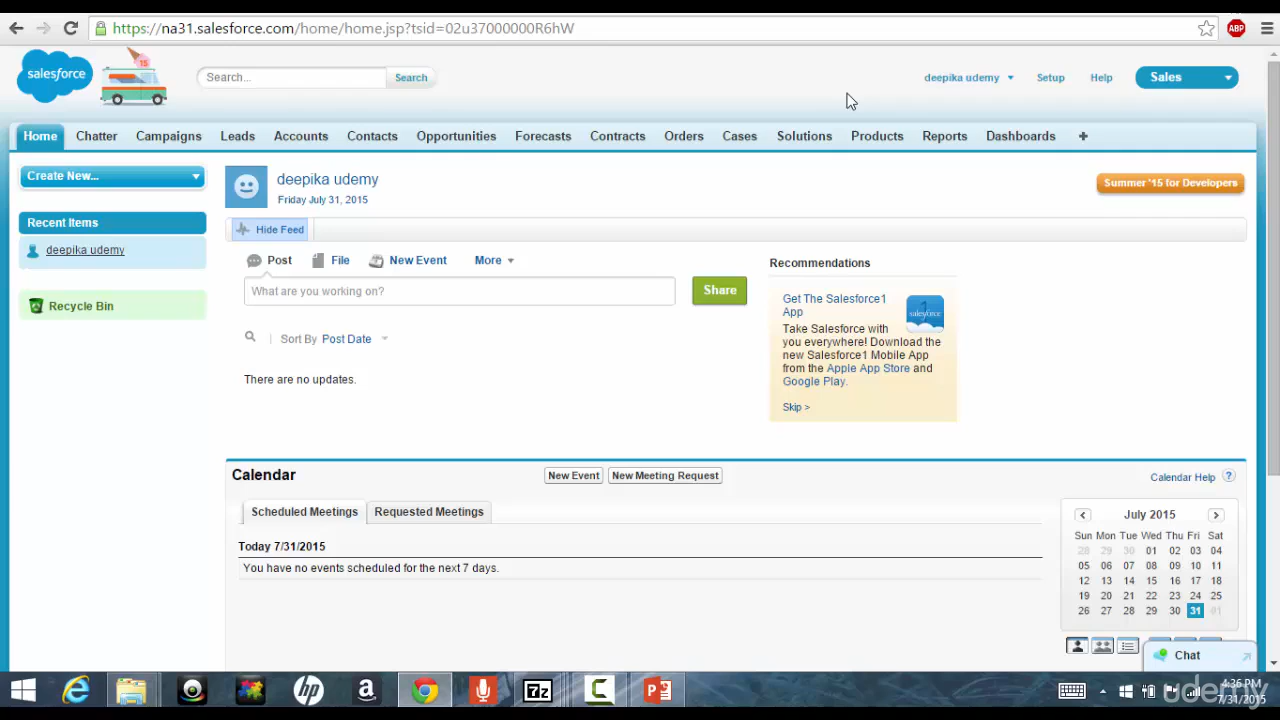 https://na31.salesforce.com/home/home.jsp?tsid=02u37000000R6hW
ABP
salesforce
15
Search...
Search
deepika udemy
Setup
Help
Sales
Home Chatter Campaigns Leads Accounts Contacts Opportunities Forecasts Contracts Orders Cases Solutions Products Reports Dashboards +
Create New...
Recent Items
deepika udemy
Recycle Bin
deepika udemy
Friday July 31, 2015
Summer '15 for Developers
Hide Feed
Post File New Event More
What are you working on?
Share
Sort By Post Date
There are no updates.
Recommendations
Get The Salesforce1
App
salesforce
Take Salesforce with
you everywhere! Download the
new Salesforce1 Mobile App
from the Apple App Store and
Google Play.
Skip >
Calendar
New Event
New Meeting Request
Calendar Help ?
Scheduled Meetings
Requested Meetings
Today 7/31/2015
You have no events scheduled for the next 7 days.
July 2015
Sun Mon Tue Wed Thu Fri Sat
28 29 30 01 02 03 04
05 06 07 08 09 10 11
12 13 14 15 16 17 18
19 20 21 22 23 24 25
26 27 28 29 30 31 01
Chat
hp
a
7z
4:36 PM
7/31/2015
udemy